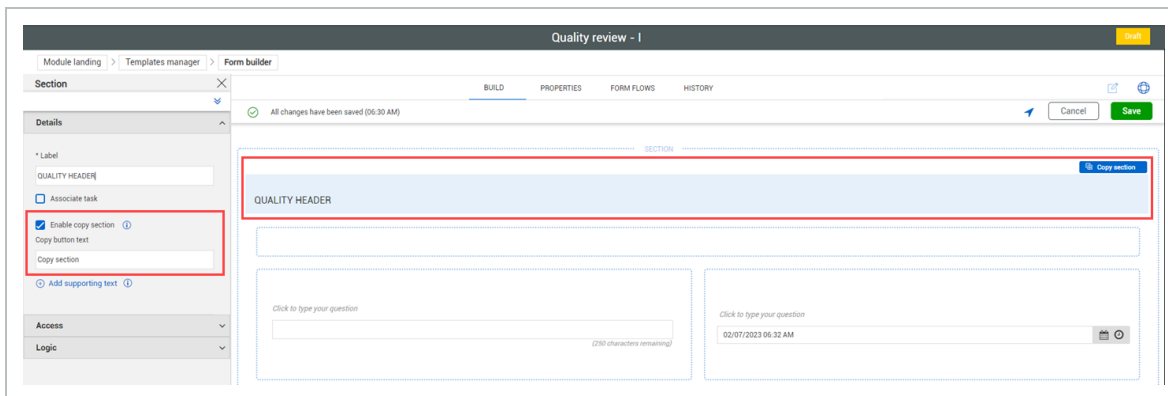 Quality review - I
Draft
Module landing > Templates manager > Form builder
Section
BUILD PROPERTIES FORM FLOWS HISTORY
All changes have been saved (06:30 AM)
Cancel Save
Details
* Label
QUALITY HEADER
Associate task
Enable copy section
Copy button text
Copy section
Add supporting text
Access
Logic
SECTION
Copy section
QUALITY HEADER
Click to type your question
(250 characters remaining)
Click to type your question
02/07/2023 06:32 AM